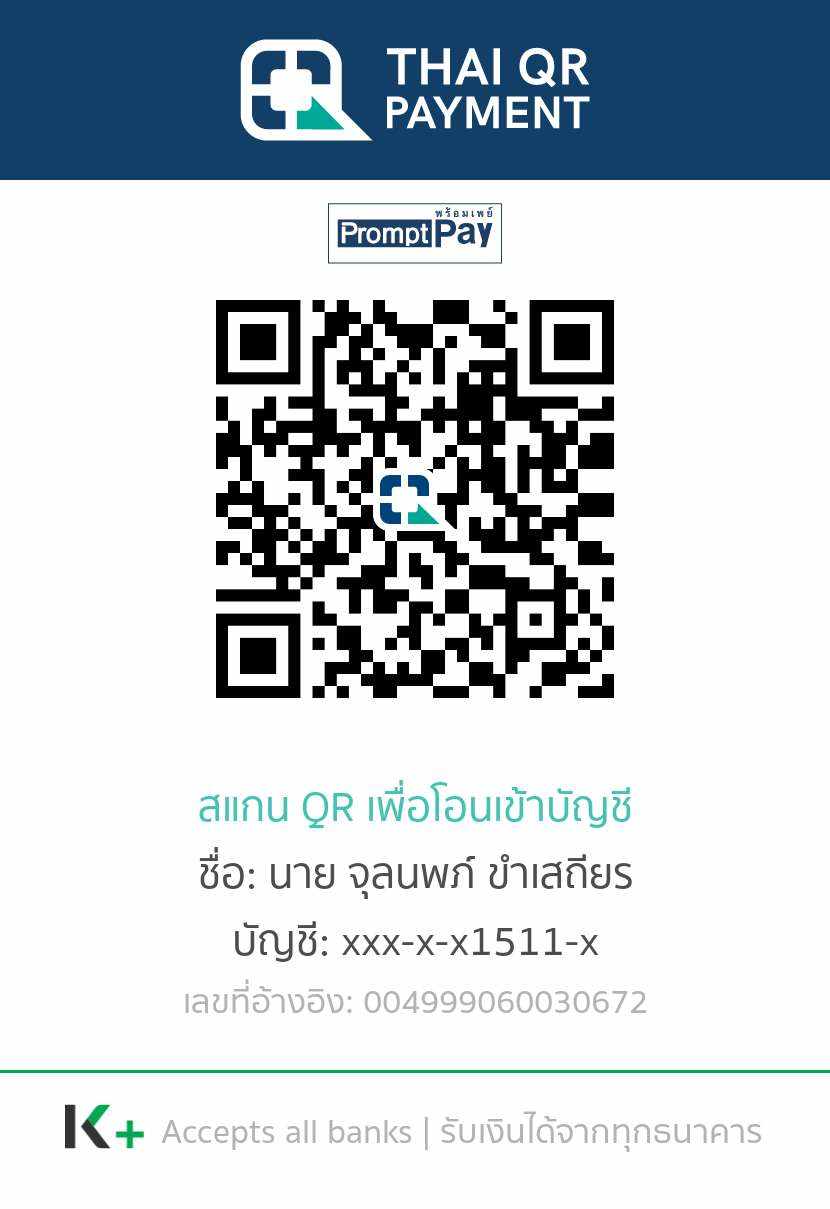 THAI QR
PAYMENT
พร้อมเพย์
PromptPay
สแกน QR เพื่อโอนเข้าบัญชี
ชื่อ: นาย จุลนพภ์ ขำเสถียร
บัญชี: xxx-x-x1511-x
เลขที่อ้างอิง: 004999060030672
K+ Accepts all banks | รับเงินได้จากทุกธนาคาร